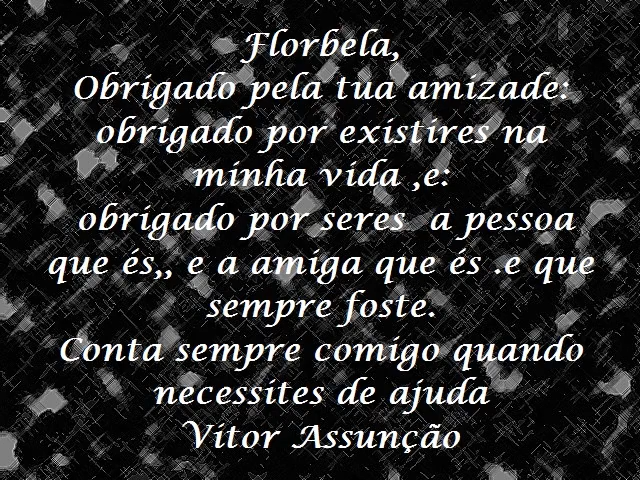 Florbela,
Obrigado pela tua amizade:
obrigado por existires na
minha vida ,e:
obrigado por seres a pessoa
que és,, e a amiga que és .e que
sempre foste.
Conta sempre comigo quando
necessites de ajuda
Vítor Assunção